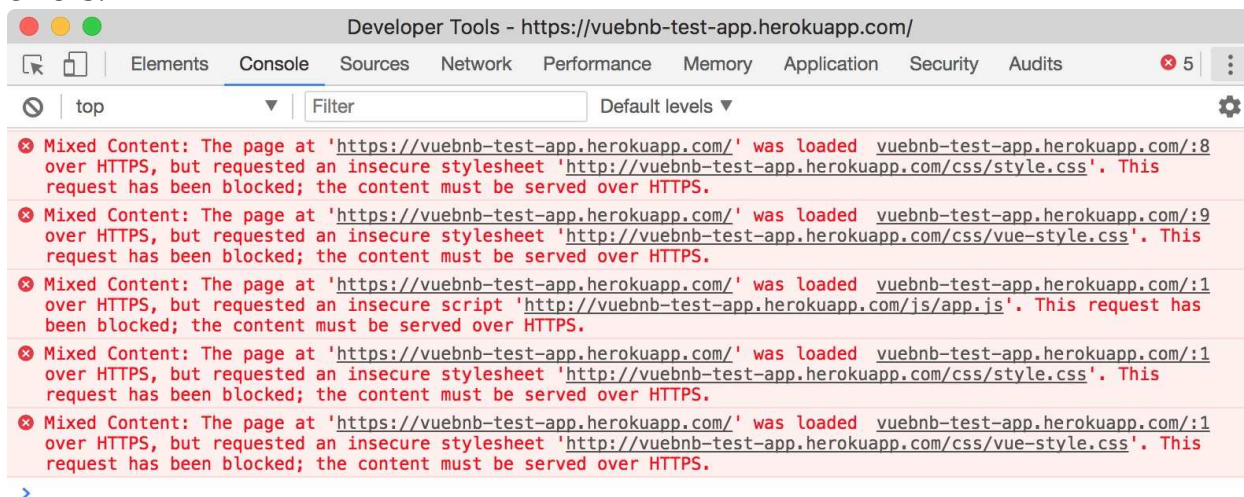 Developer Tools - https://vuebnb-test-app.herokuapp.com/
Elements Console Sources Network Performance Memory Application Security Audits 5
top Filter Default levels
Mixed Content: The page at 'https://vuebnb-test-app.herokuapp.com/' was loaded vuebnb-test-app.herokuapp.com/:8
over HTTPS, but requested an insecure stylesheet 'http://vuebnb-test-app.herokuapp.com/css/style.css'. This
request has been blocked; the content must be served over HTTPS.
Mixed Content: The page at 'https://vuebnb-test-app.herokuapp.com/' was loaded vuebnb-test-app.herokuapp.com/:9
over HTTPS, but requested an insecure stylesheet 'http://vuebnb-test-app.herokuapp.com/css/vue-style.css'. This
request has been blocked; the content must be served over HTTPS.
Mixed Content: The page at 'https://vuebnb-test-app.herokuapp.com/' was loaded vuebnb-test-app.herokuapp.com/:1
over HTTPS, but requested an insecure script 'http://vuebnb-test-app.herokuapp.com/js/app.js'. This request has
been blocked; the content must be served over HTTPS.
Mixed Content: The page at 'https://vuebnb-test-app.herokuapp.com/' was loaded vuebnb-test-app.herokuapp.com/:1
over HTTPS, but requested an insecure stylesheet 'http://vuebnb-test-app.herokuapp.com/css/style.css'. This
request has been blocked; the content must be served over HTTPS.
Mixed Content: The page at 'https://vuebnb-test-app.herokuapp.com/' was loaded vuebnb-test-app.herokuapp.com/:1
over HTTPS, but requested an insecure stylesheet 'http://vuebnb-test-app.herokuapp.com/css/vue-style.css'. This
request has been blocked; the content must be served over HTTPS.